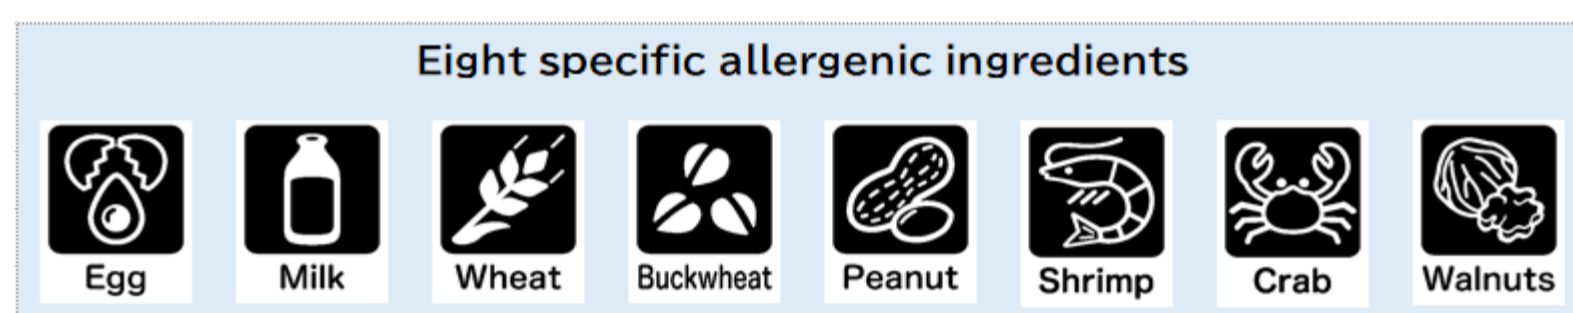 Eight specific allergenic ingredients
Egg
Milk
Wheat
Buckwheat
Peanut
Shrimp
Crab
Walnuts